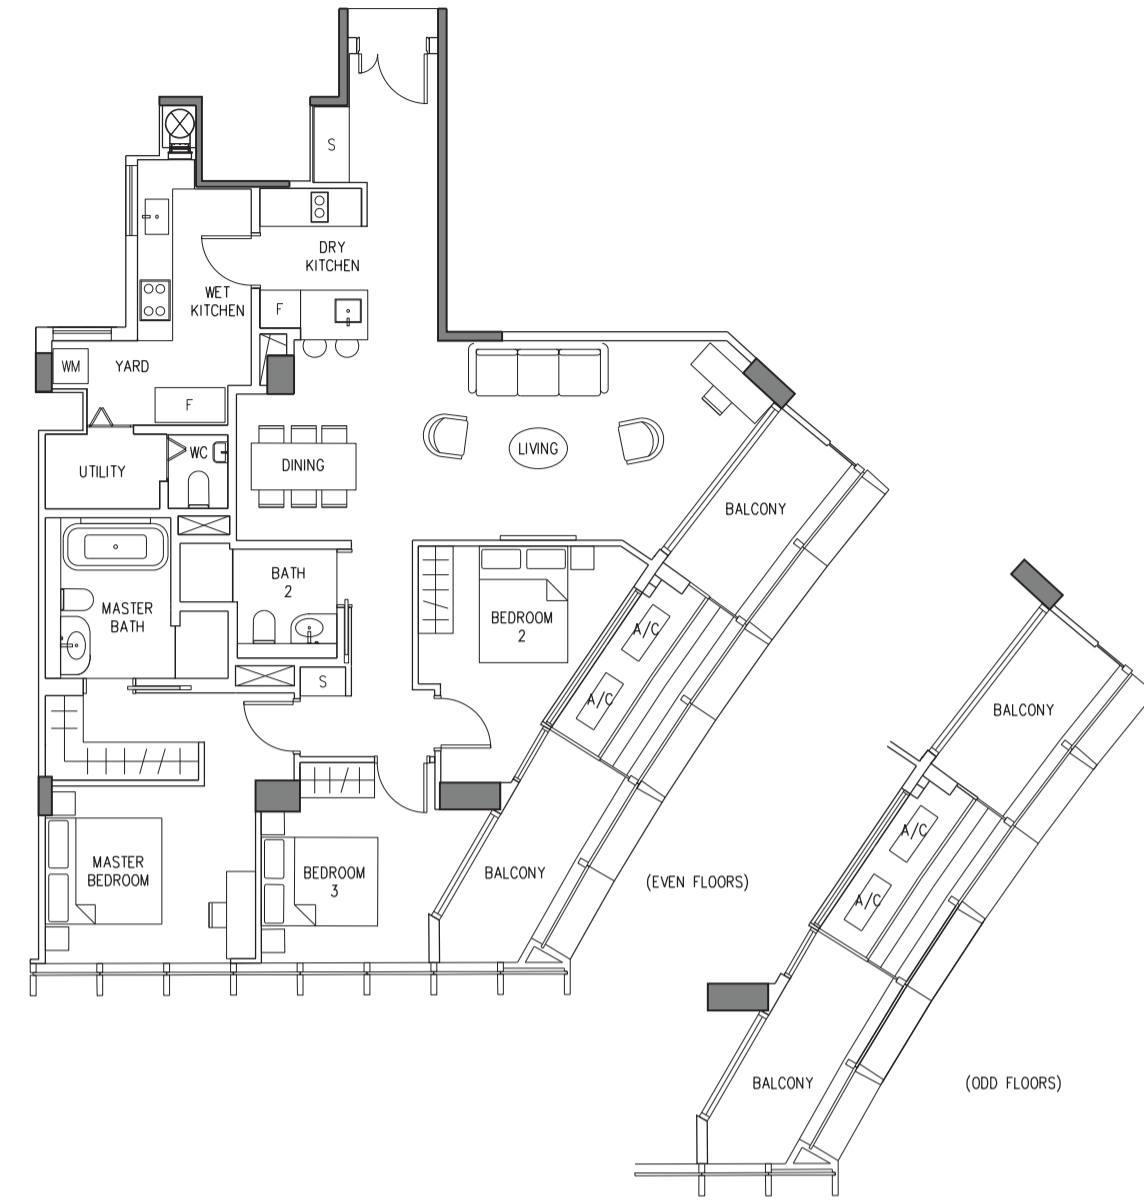 S
DRY
KITCHEN
WET
KITCHEN
F
WM
YARD
F
UTILITY
WC
DINING
LIVING
BALCONY
BATH
2
MASTER
BATH
BEDROOM
2
A/C
A/C
S
MASTER
BEDROOM
BEDROOM
3
BALCONY
(EVEN FLOORS)
BALCONY
A/C
A/C
BALCONY
(ODD FLOORS)